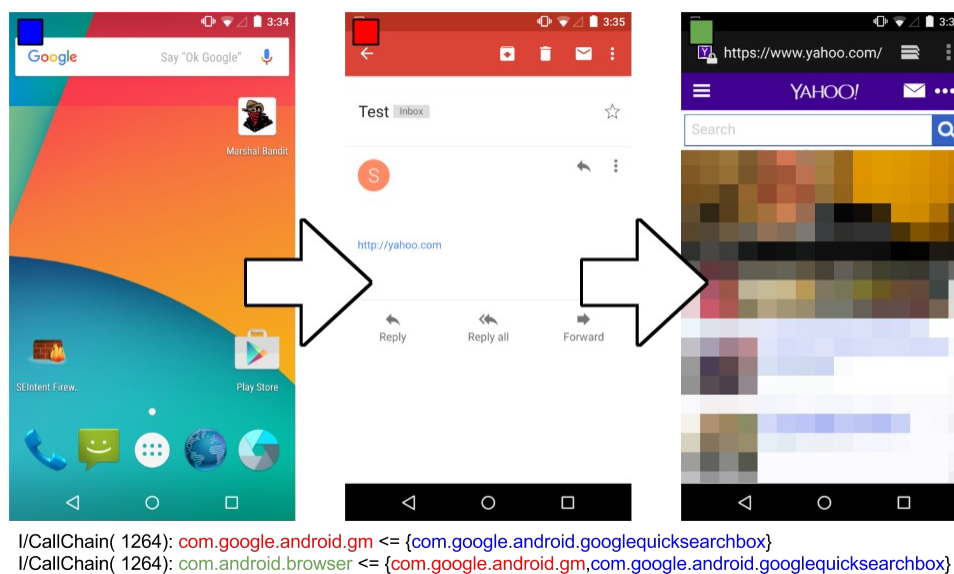 3:34
Google Say "Ok Google"
Marshal Bandit
SEIntent Firew..
Play Store
3:35
Test Inbox
S
http://yahoo.com
Reply Reply all Forward
https://www.yahoo.com/
YAHOO!
Search
I/CallChain( 1264): com.google.android.gm <= {com.google.android.googlequicksearchbox}
I/CallChain( 1264): com.android.browser <= {com.google.android.gm,com.google.android.googlequicksearchbox}